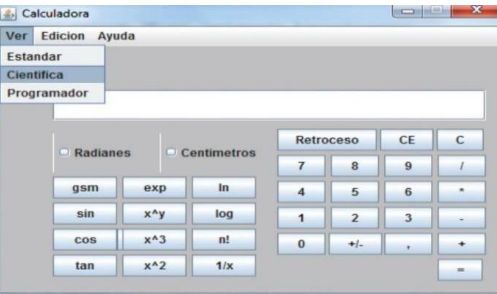 Calculadora
Ver Edicion Ayuda
Estandar
Cientifica
Programador
Radianes Centimetros
Retroceso CE C
7 8 9 /
gsm exp ln
4 5 6 *
sin x^y log
1 2 3 -
cos x^3 n!
0 +/- , +
tan x^2 1/x
=